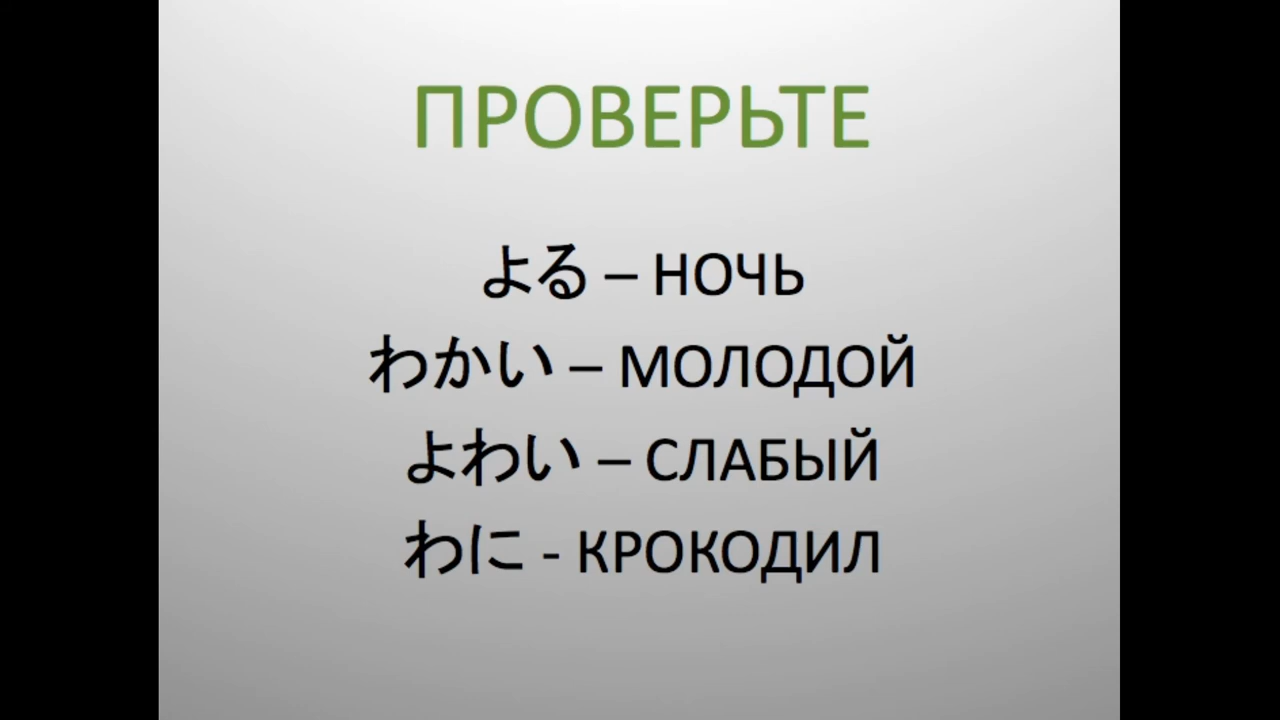 ПРОВЕРЬТЕ
よる – НОЧЬ
わかい – МОЛОДОЙ
よわい – СЛАБЫЙ
わに - КРОКОДИЛ